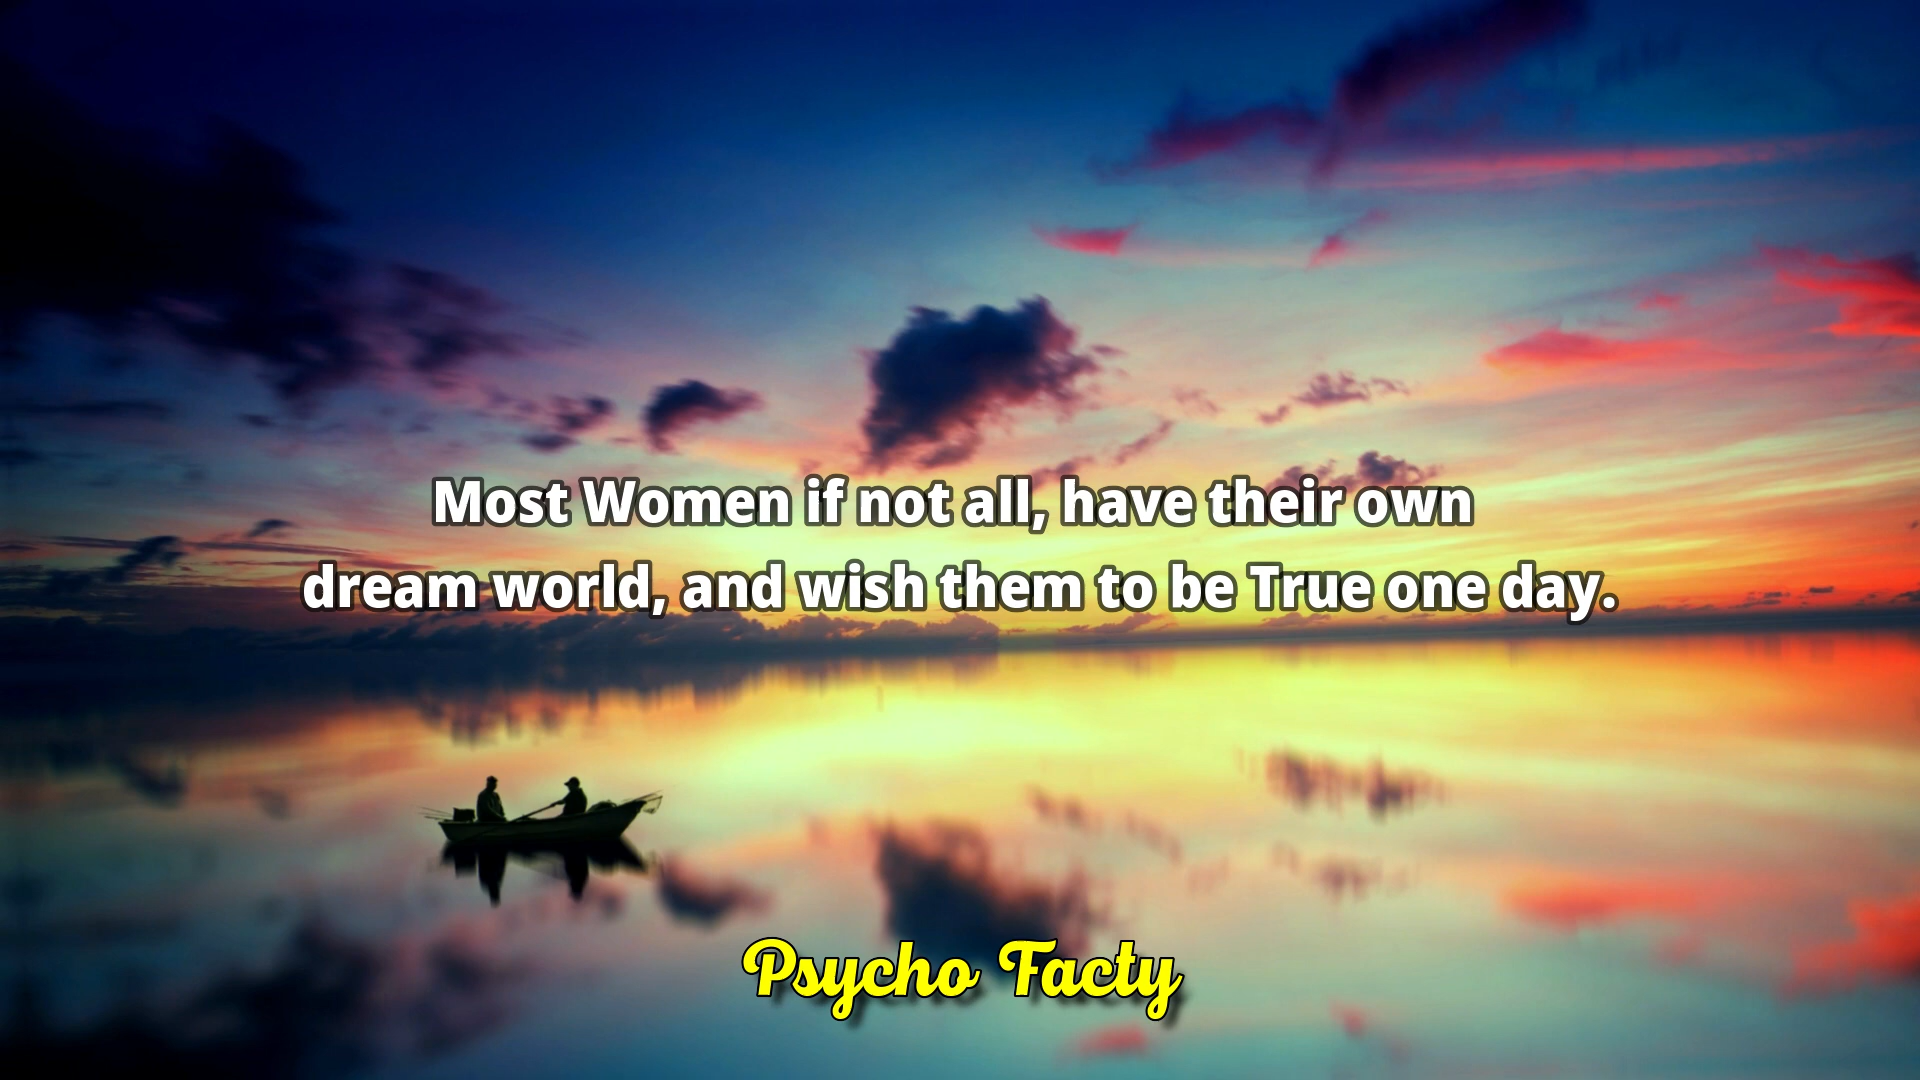 Most Women if not all, have their own
dream world, and wish them to be True one day.
Psycho Facty